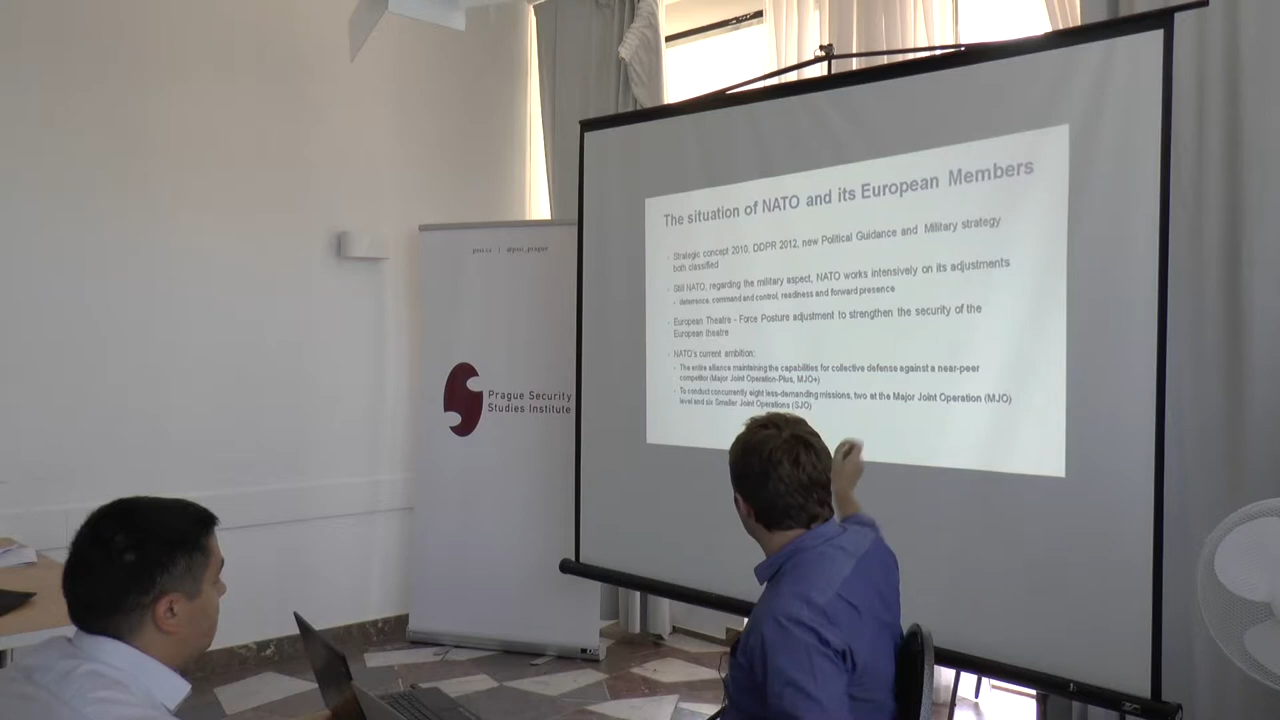 The situation of NATO and its European Members
Strategic concept 2010, DDPR 2012, new Political Guidance and Military strategy
both classified
Still NATO, regarding the military aspect, NATO works intensively on its adjustments
deterrence, command and control, readiness and forward presence
European Theatre - Force Posture adjustment to strengthen the security of the
European theatre
NATO's current ambition:
The entire alliance maintaining the capabilities for collective defense against a near-peer
competitor (Major Joint Operation-Plus, MJO+)
To conduct concurrently eight less-demanding missions, two at the Major Joint Operation (MJO)
level and six Smaller Joint Operations (SJO)
pssi.cz | @pssi_prague
Prague Security
Studies Institute